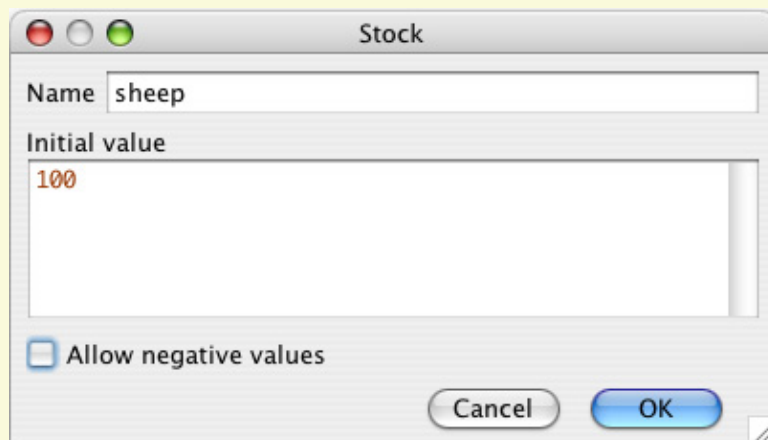 Stock
Name sheep
Initial value
100
Allow negative values
Cancel OK